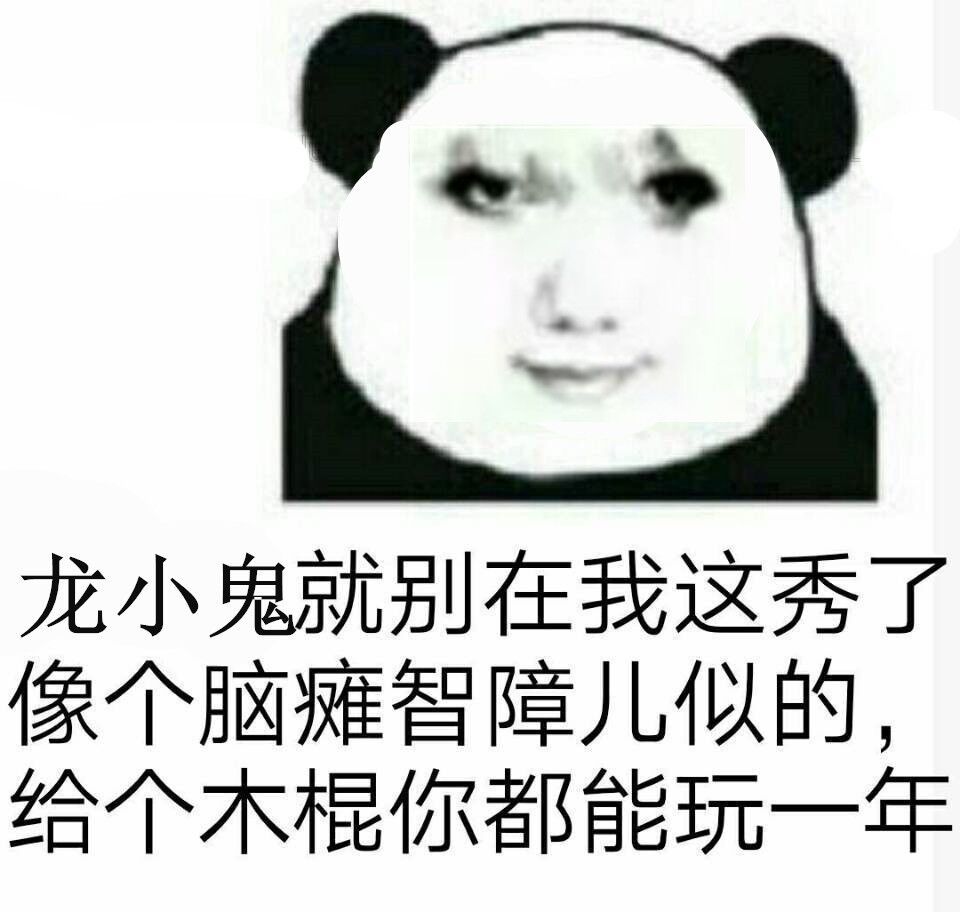 龙小鬼就别在我这秀了
像个脑瘫智障儿似的，
给个木棍你都能玩一年